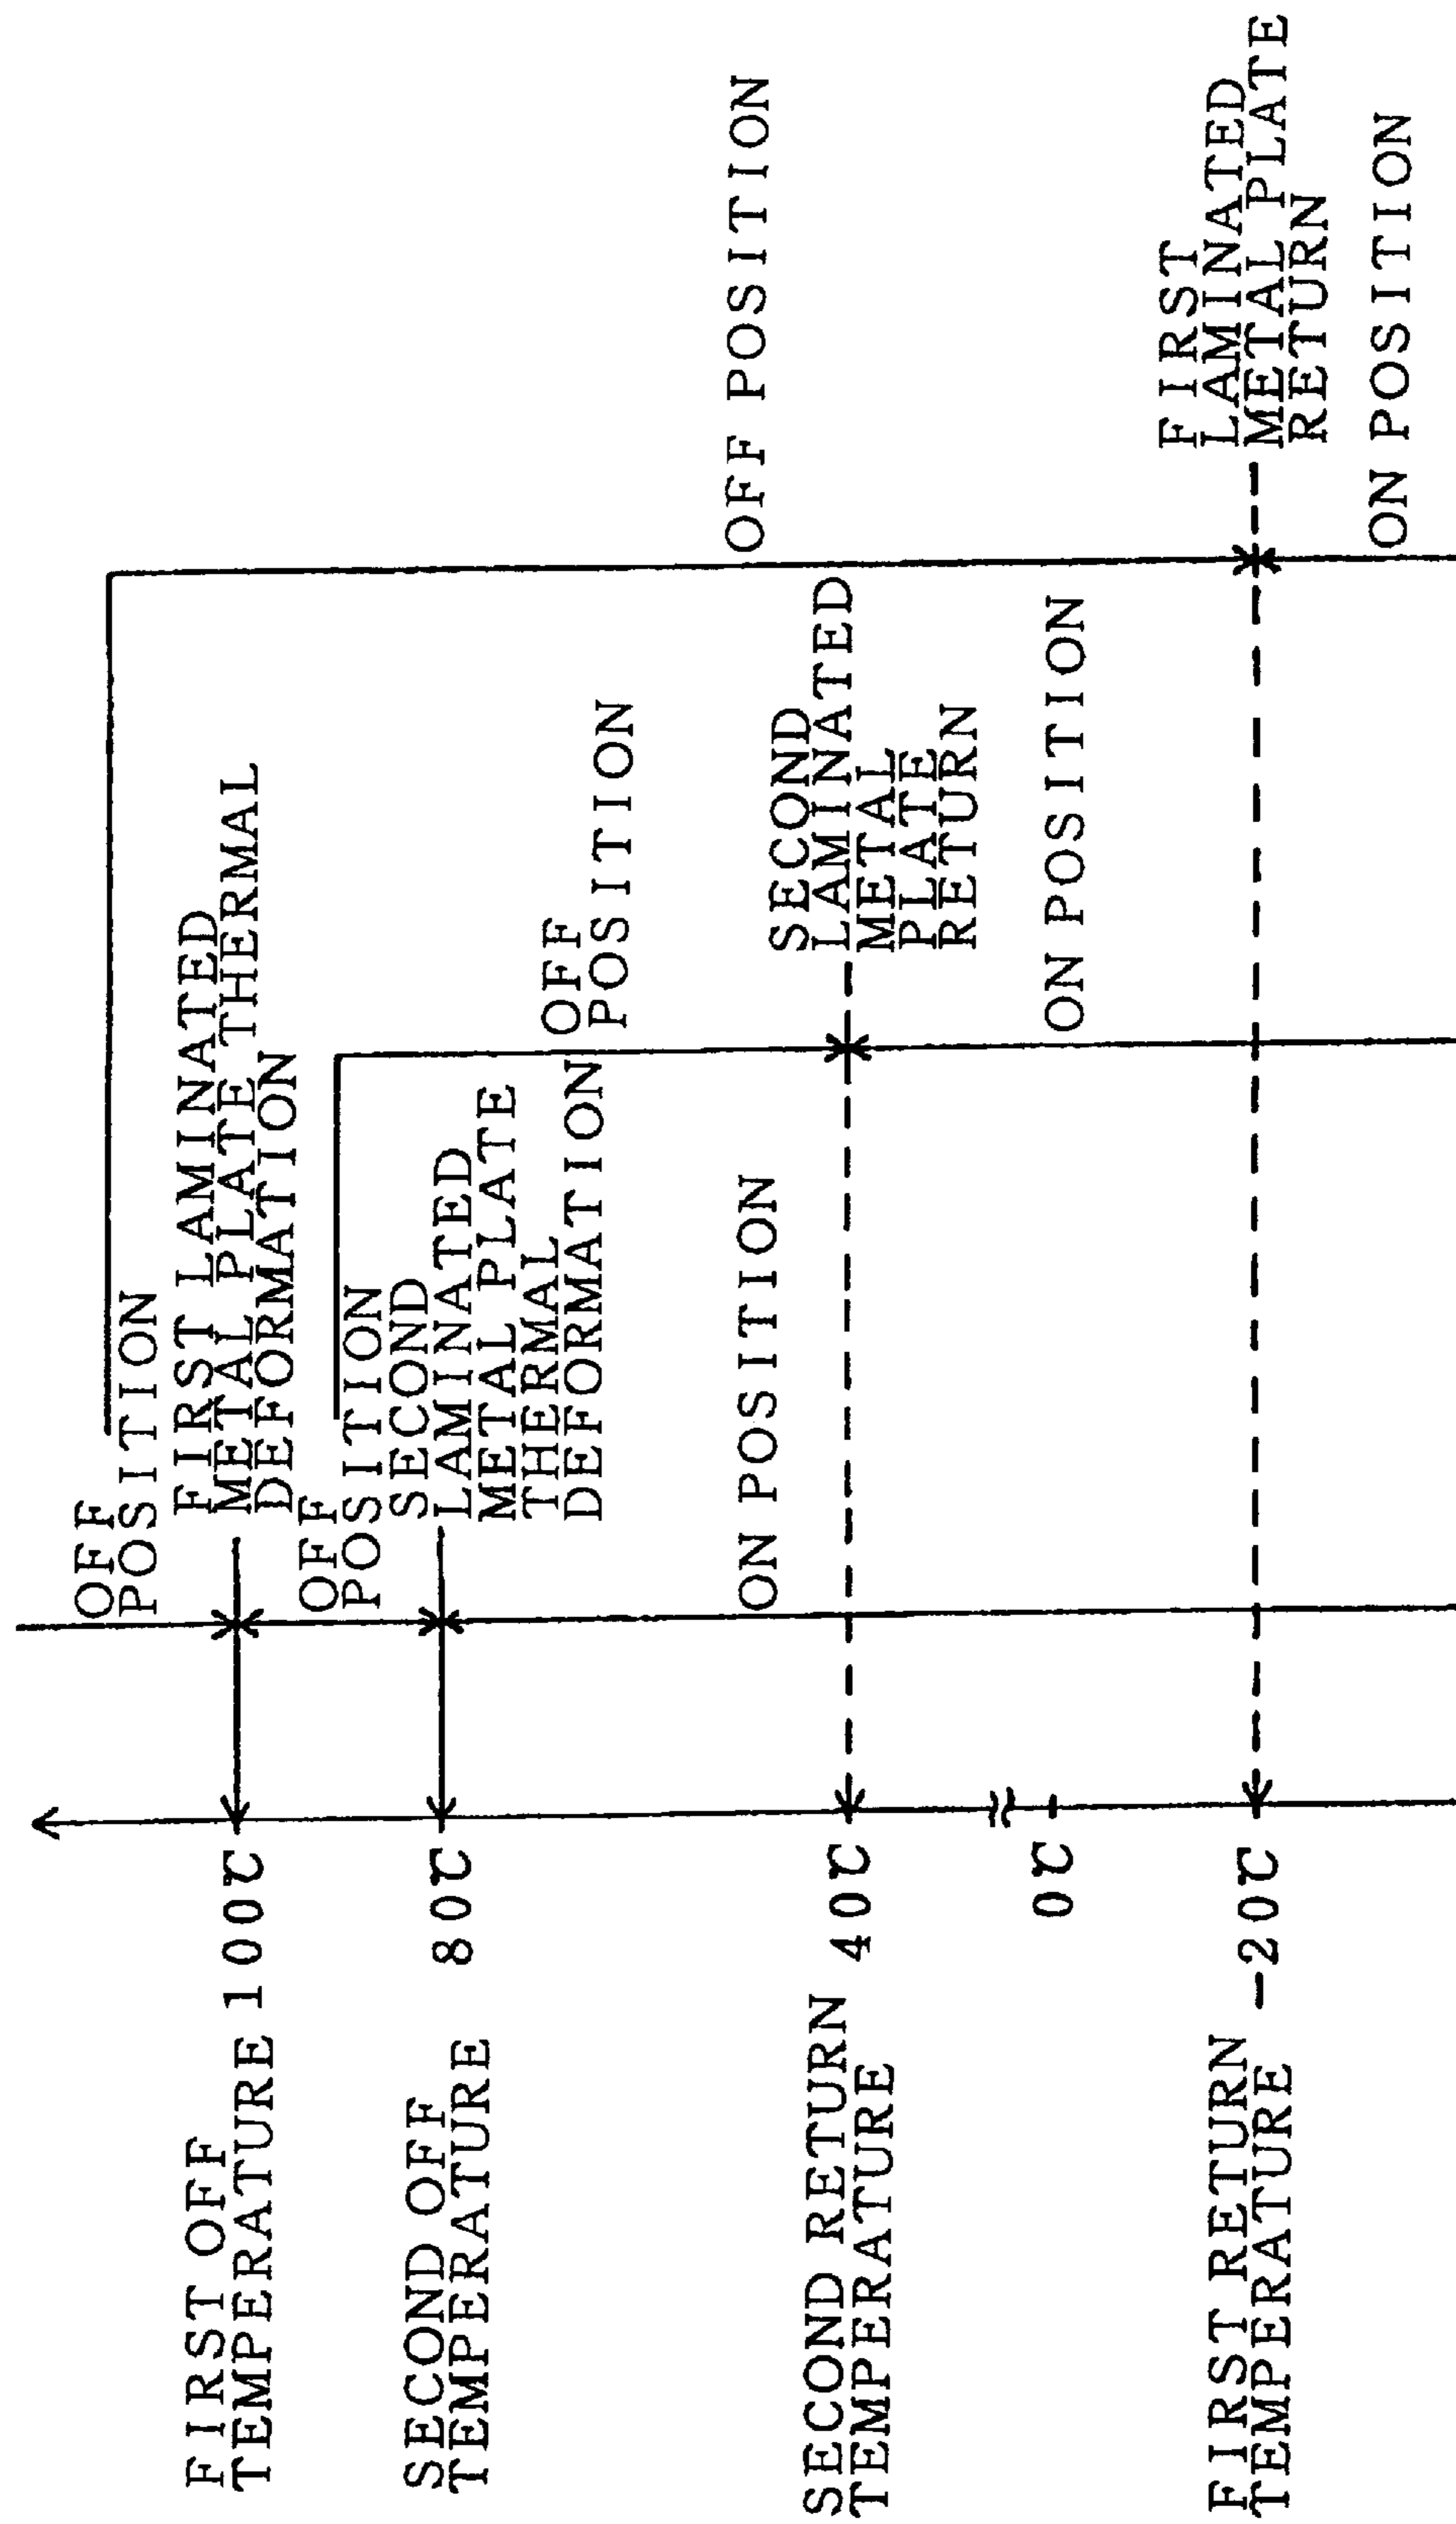 FIRST OFF
TEMPERATURE 100℃
OFF
POSITION
FIRST LAMINATED
METAL PLATE THERMAL
DEFORMATION
SECOND OFF
TEMPERATURE 80℃
OFF
POSITION
SECOND
LAMINATED
METAL PLATE
THERMAL
DEFORMATION
OFF
POSITION
OFF POSITION
ON POSITION
SECOND RETURN
TEMPERATURE 40℃
SECOND
LAMINATED
METAL
PLATE
RETURN
0℃
ON POSITION
FIRST RETURN
TEMPERATURE -20℃
FIRST
LAMINATED
METAL PLATE
RETURN
ON POSITION